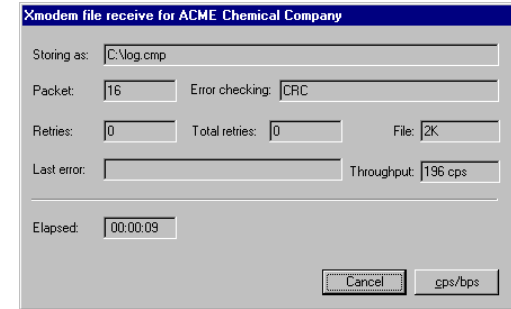 Xmodem file receive for ACME Chemical Company
Storing as: C:\log.cmp
Packet: 16 Error checking: CRC
Retries: 0 Total retries: 0 File: 2K
Last error: Throughput: 196 cps
Elapsed: 00:00:09
Cancel cps/bps